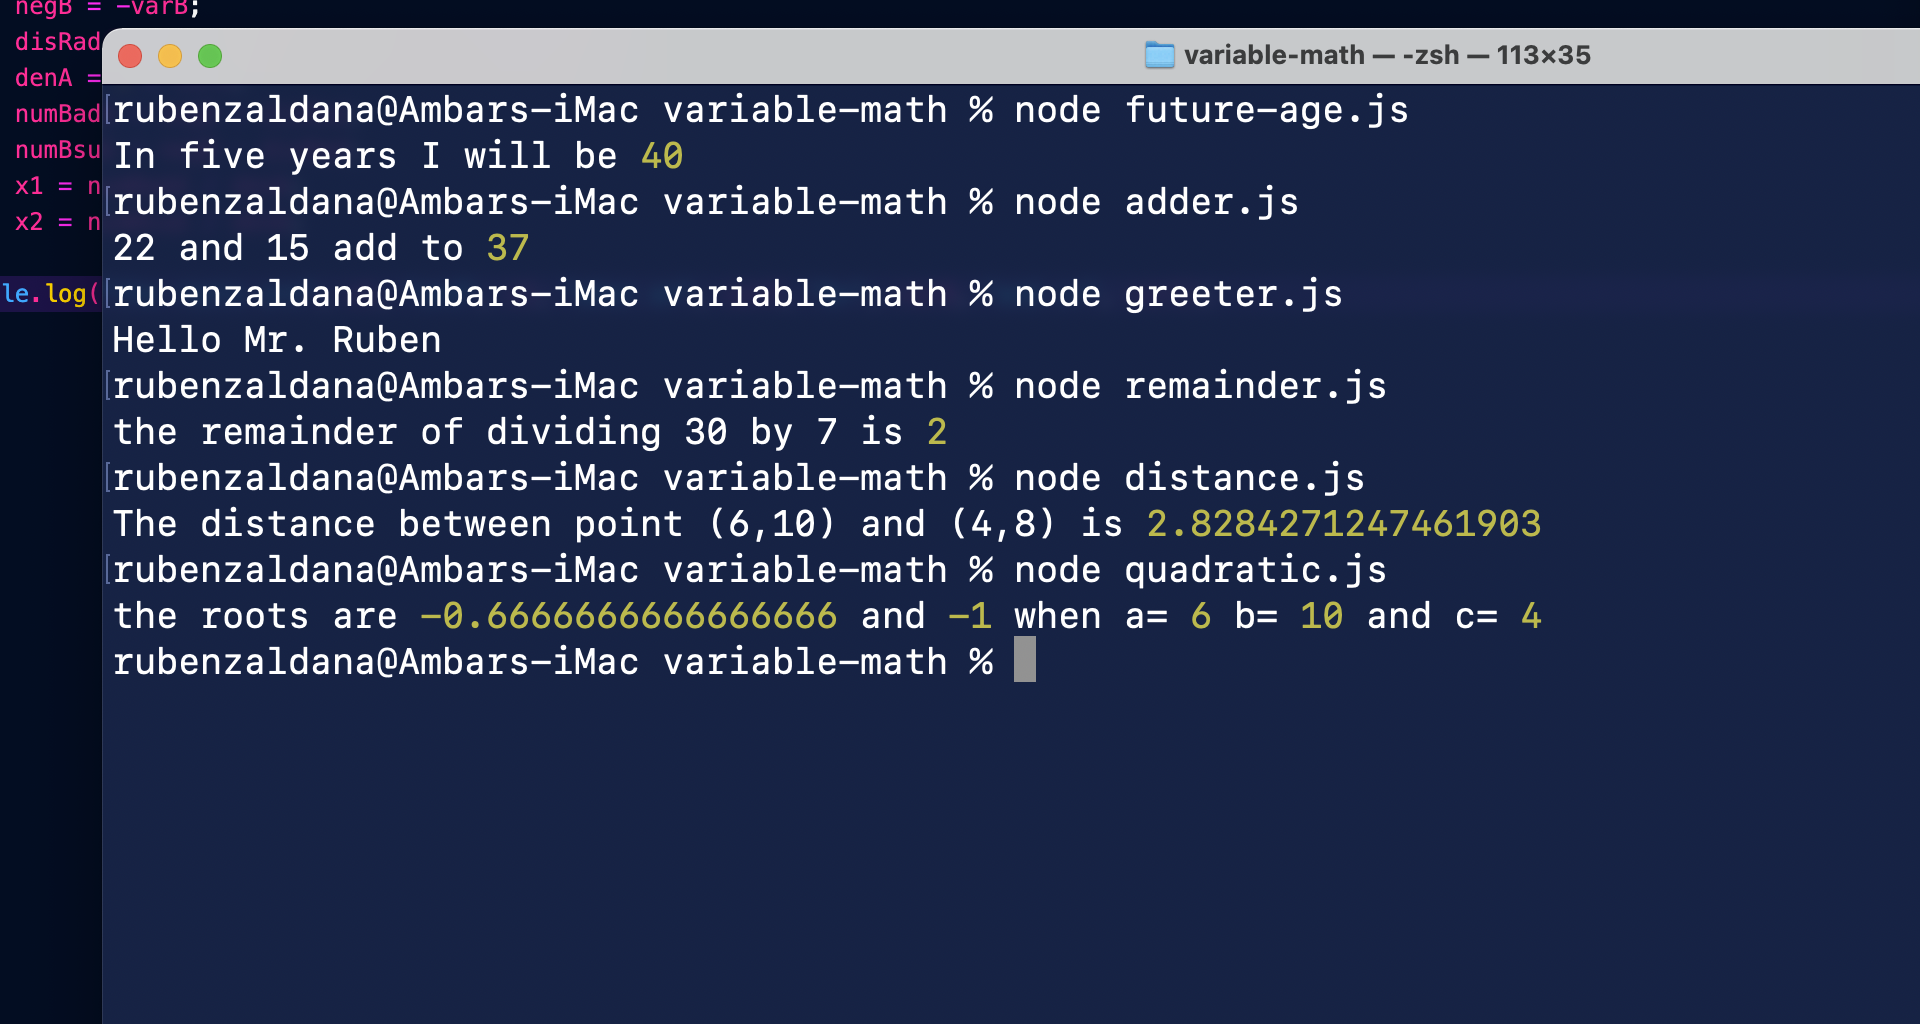 negB = -varB;
disRad
denA =
numBad
numBsu
x1 = n
x2 = n
le.log(
variable-math — -zsh — 113×35
rubenzaldana@Ambars-iMac variable-math % node future-age.js
In five years I will be 40
rubenzaldana@Ambars-iMac variable-math % node adder.js
22 and 15 add to 37
rubenzaldana@Ambars-iMac variable-math % node greeter.js
Hello Mr. Ruben
rubenzaldana@Ambars-iMac variable-math % node remainder.js
the remainder of dividing 30 by 7 is 2
rubenzaldana@Ambars-iMac variable-math % node distance.js
The distance between point (6,10) and (4,8) is 2.8284271247461903
rubenzaldana@Ambars-iMac variable-math % node quadratic.js
the roots are -0.6666666666666666 and -1 when a= 6 b= 10 and c= 4
rubenzaldana@Ambars-iMac variable-math %